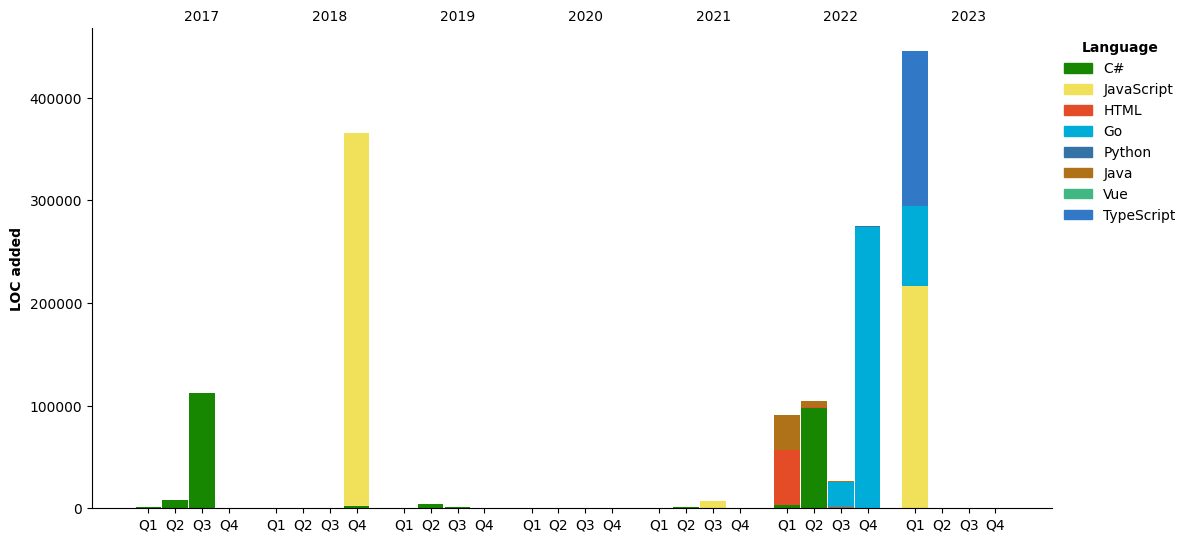 2017 2018 2019 2020 2021 2022 2023
Language
C#
JavaScript
HTML
Go
Python
Java
Vue
TypeScript
LOC added
400000
300000
200000
100000
0
Q1 Q2 Q3 Q4 Q1 Q2 Q3 Q4 Q1 Q2 Q3 Q4 Q1 Q2 Q3 Q4 Q1 Q2 Q3 Q4 Q1 Q2 Q3 Q4 Q1 Q2 Q3 Q4